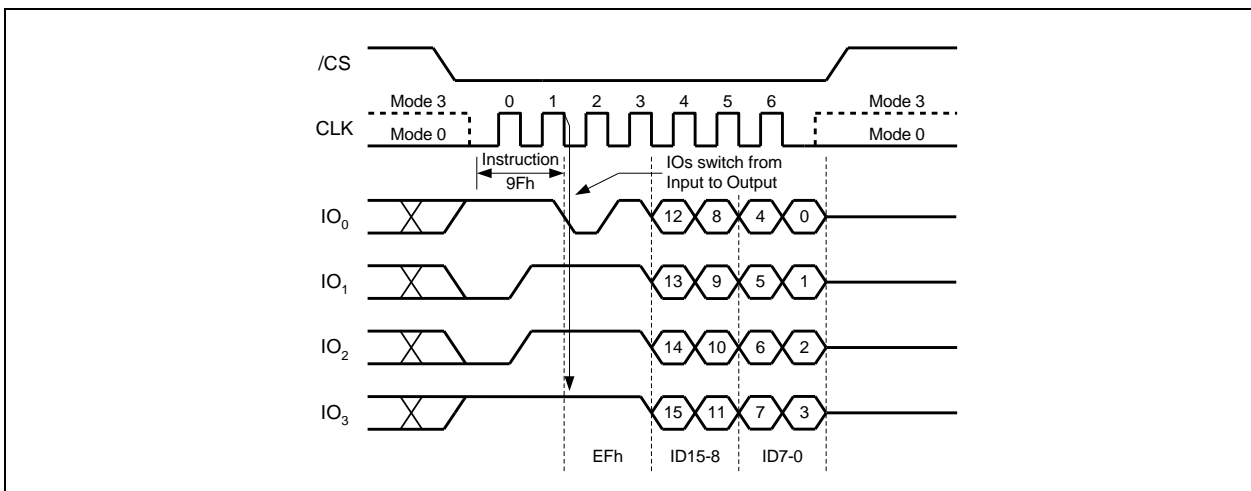 /CS
Mode 3 0 1 2 3 4 5 6 Mode 3
CLK
Mode 0 Mode 0
Instruction IOs switch from
9Fh Input to Output
IO0 12 8 4 0
IO1 13 9 5 1
IO2 14 10 6 2
IO3 15 11 7 3
EFh ID15-8 ID7-0